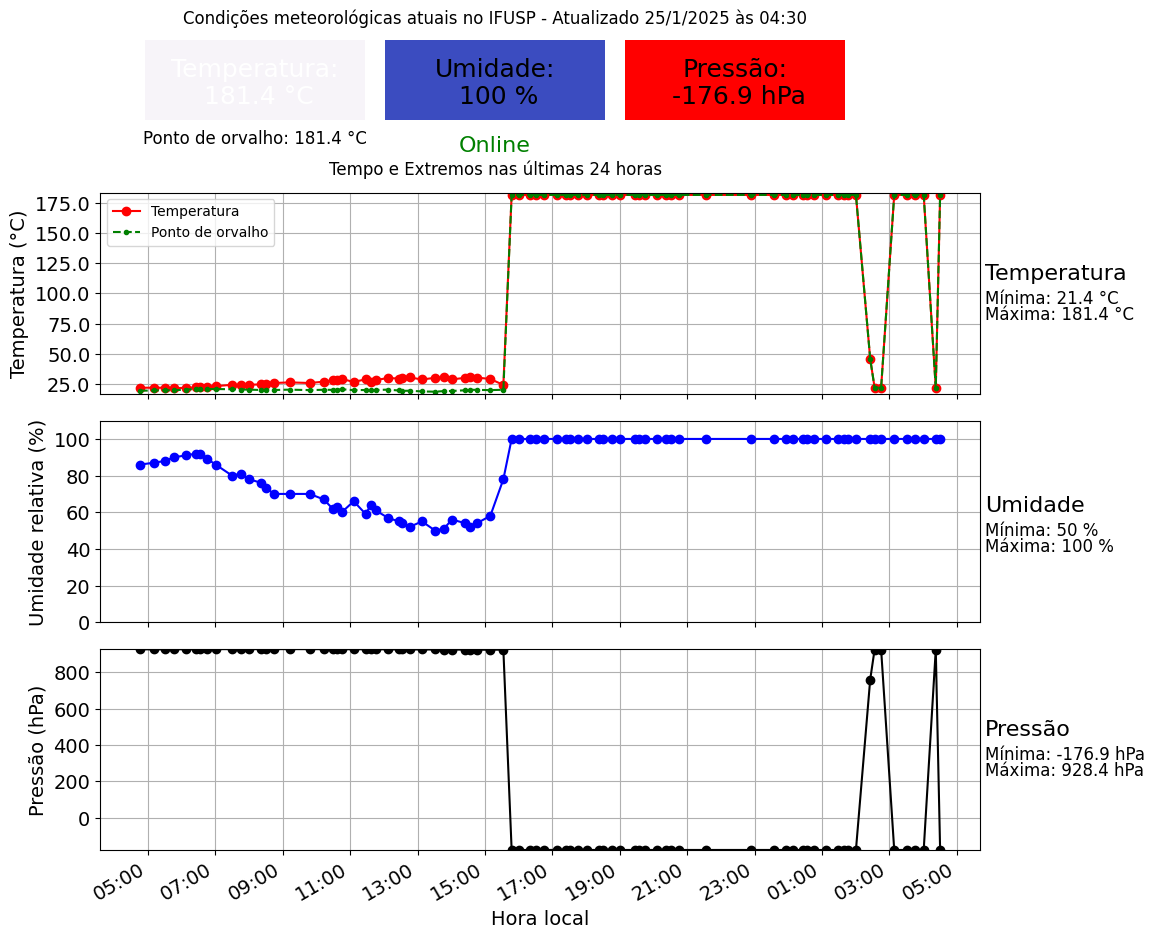 Condições meteorológicas atuais no IFUSP - Atualizado 25/1/2025 às 04:30
Temperatura:
181.4 °C
Umidade:
100 %
Pressão:
-176.9 hPa
Ponto de orvalho: 181.4 °C
Online
Tempo e Extremos nas últimas 24 horas
Temperatura (°C)
175.0
150.0
125.0
100.0
75.0
50.0
25.0
Temperatura
Ponto de orvalho
Temperatura
Mínima: 21.4 °C
Máxima: 181.4 °C
Umidade relativa (%)
100
80
60
40
20
0
Umidade
Mínima: 50 %
Máxima: 100 %
Pressão (hPa)
800
600
400
200
0
Pressão
Mínima: -176.9 hPa
Máxima: 928.4 hPa
05:00 07:00 09:00 11:00 13:00 15:00 17:00 19:00 21:00 23:00 01:00 03:00 05:00
Hora local